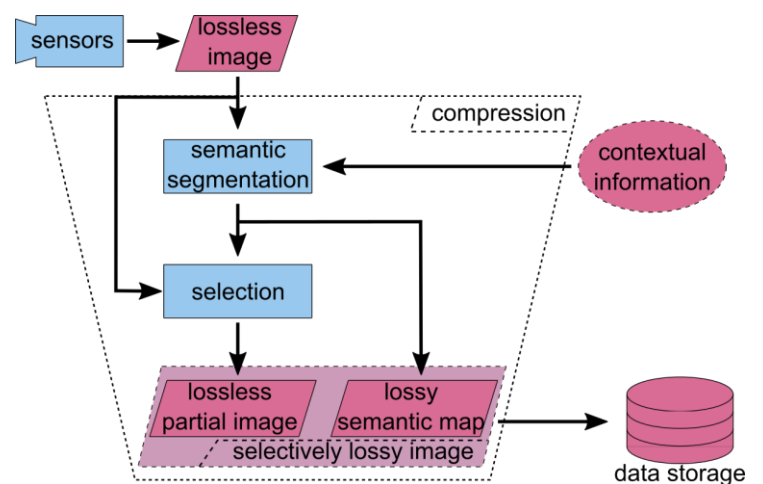 sensors
lossless
image
compression
semantic
segmentation
contextual
information
selection
lossless
partial image
lossy
semantic map
selectively lossy image
data storage